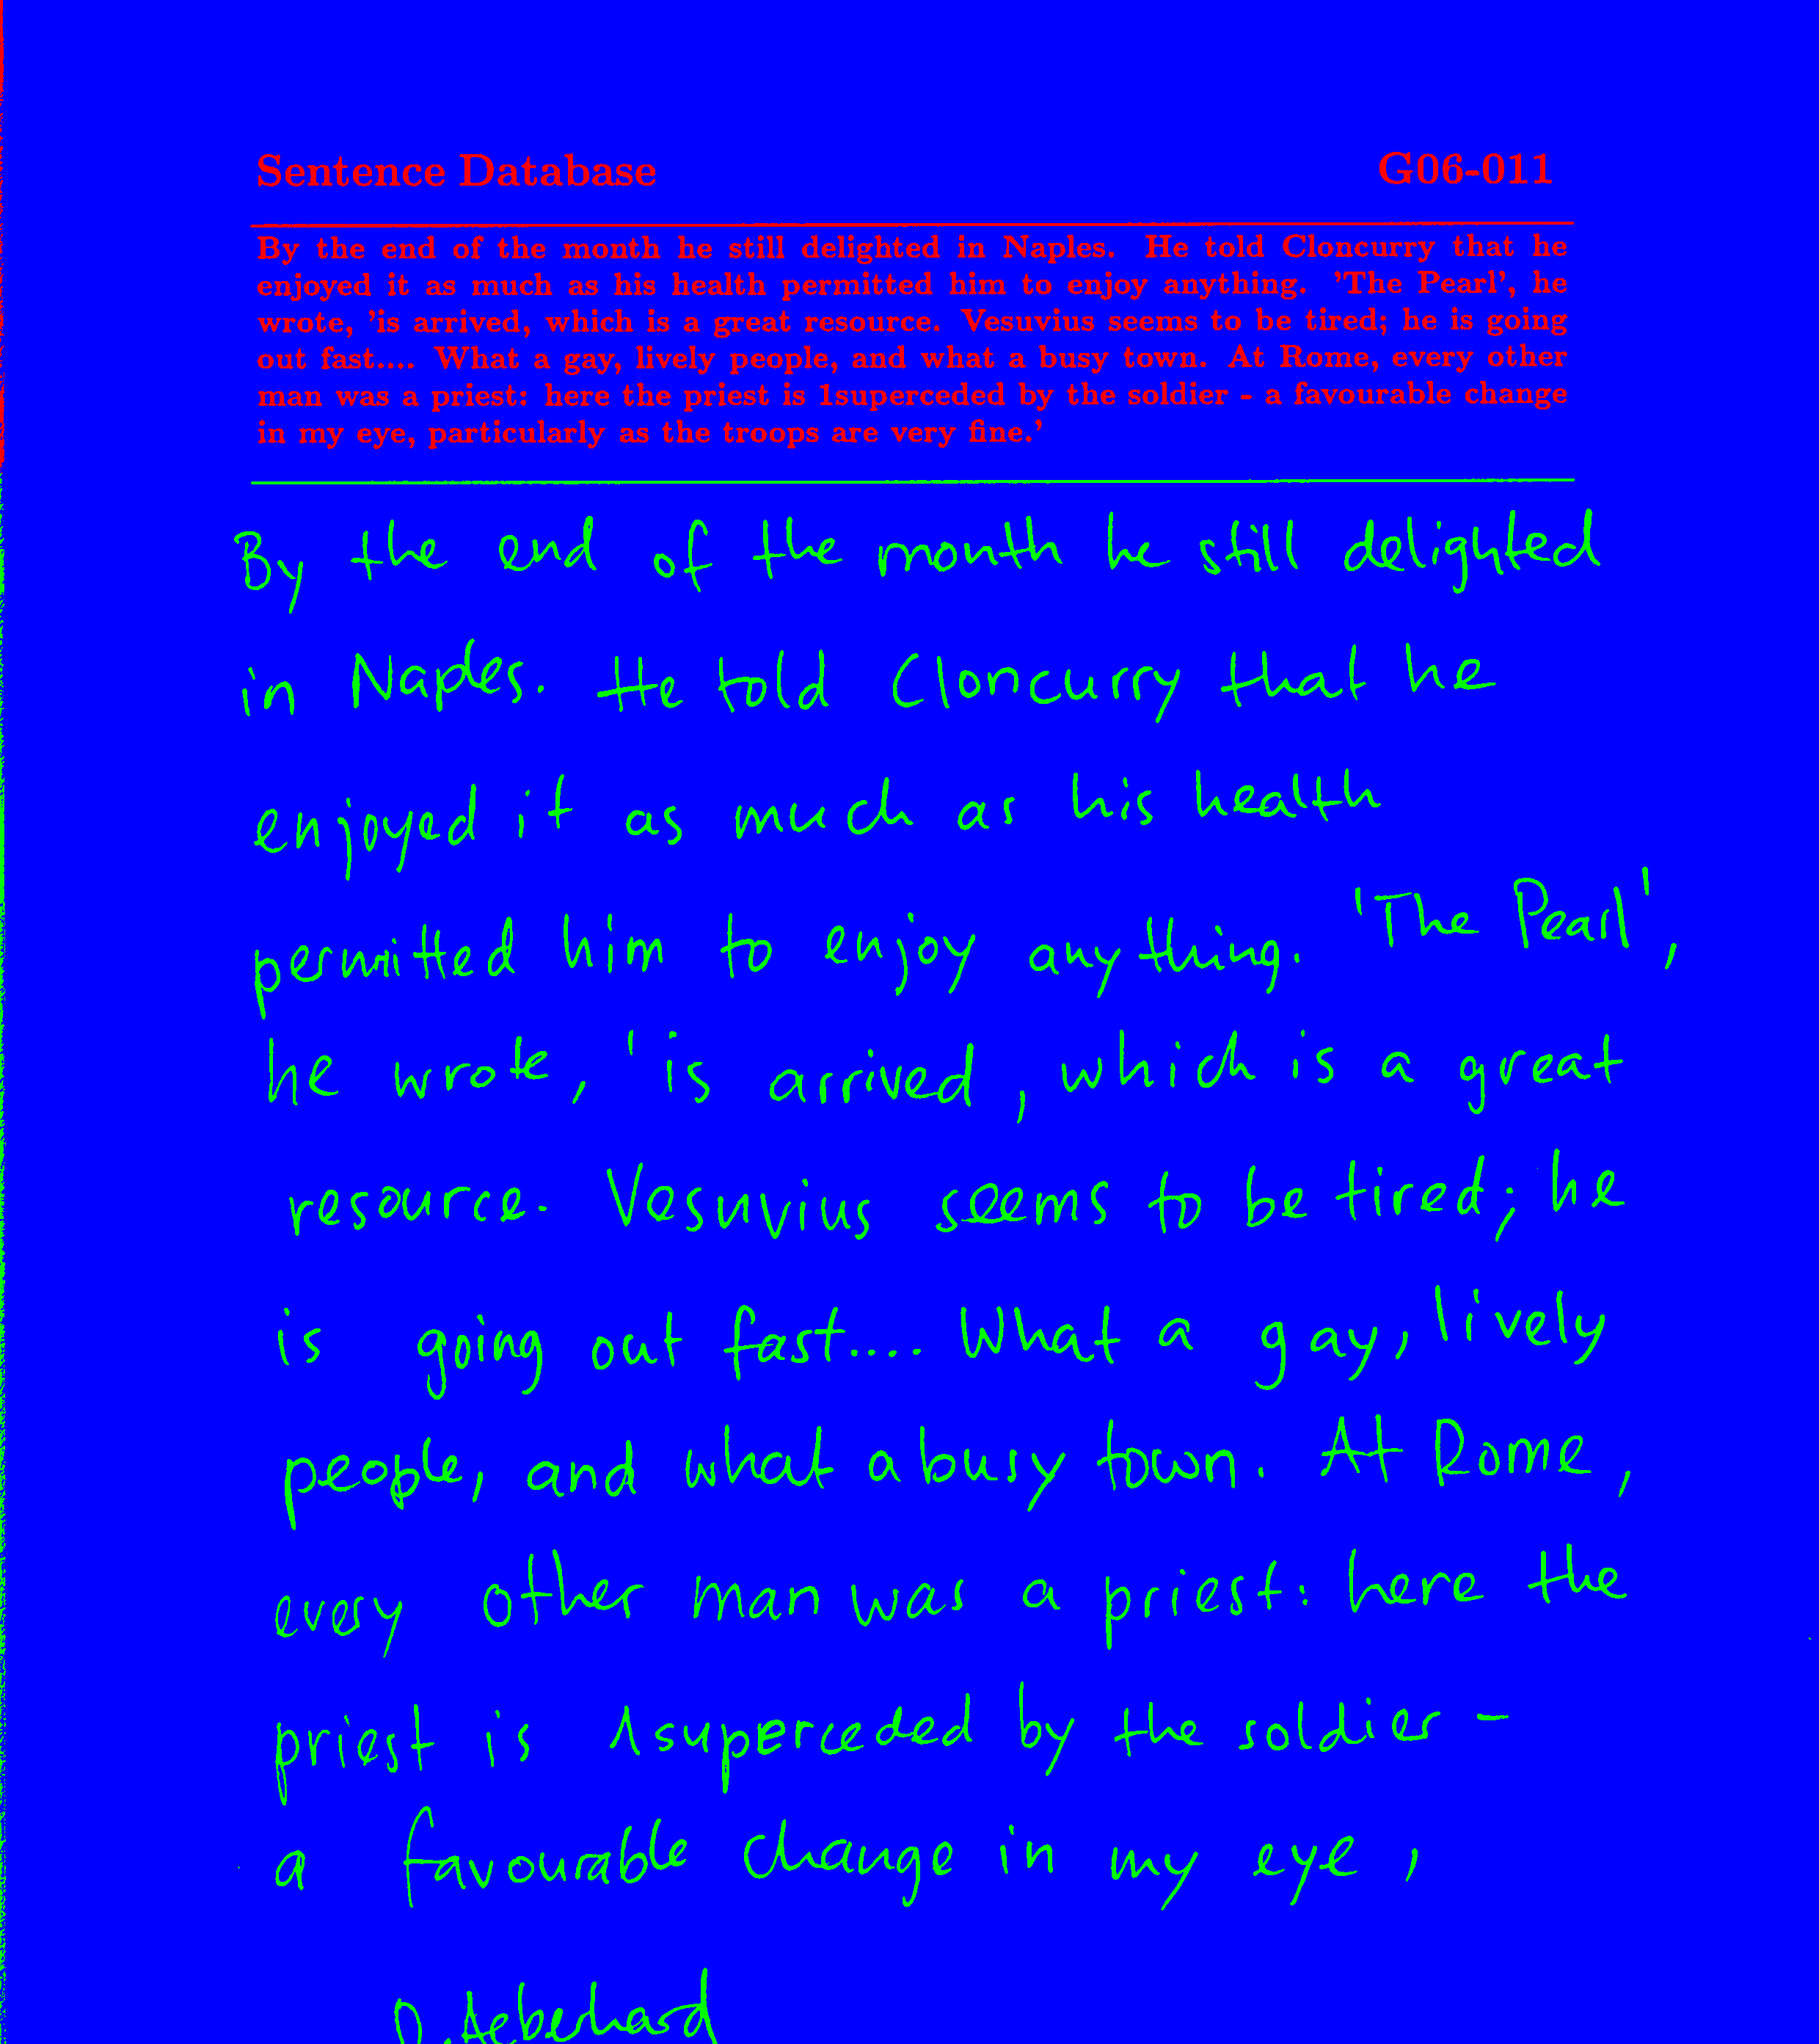 Sentence Database G06-011
By the end of the month he still delighted in Naples. He told Cloncurry that he
enjoyed it as much as his health permitted him to enjoy anything. 'The Pearl', he
wrote, 'is arrived, which is a great resource. Vesuvius seems to be tired; he is going
out fast.... What a gay, lively people, and what a busy town. At Rome, every other
man was a priest: here the priest is 1superceded by the soldier - a favourable change
in my eye, particularly as the troops are very fine.'
By the end of the month he still delighted
in Naples. He told Cloncurry that he
enjoyed it as much as his health
permitted him to enjoy anything. 'The Pearl',
he wrote, 'is arrived, which is a great
resource. Vesuvius seems to be tired; he
is going out fast.... What a gay, lively
people, and what a busy town. At Rome,
every other man was a priest: here the
priest is 1superceded by the soldier -
a favourable change in my eye,
D. Aeberhard